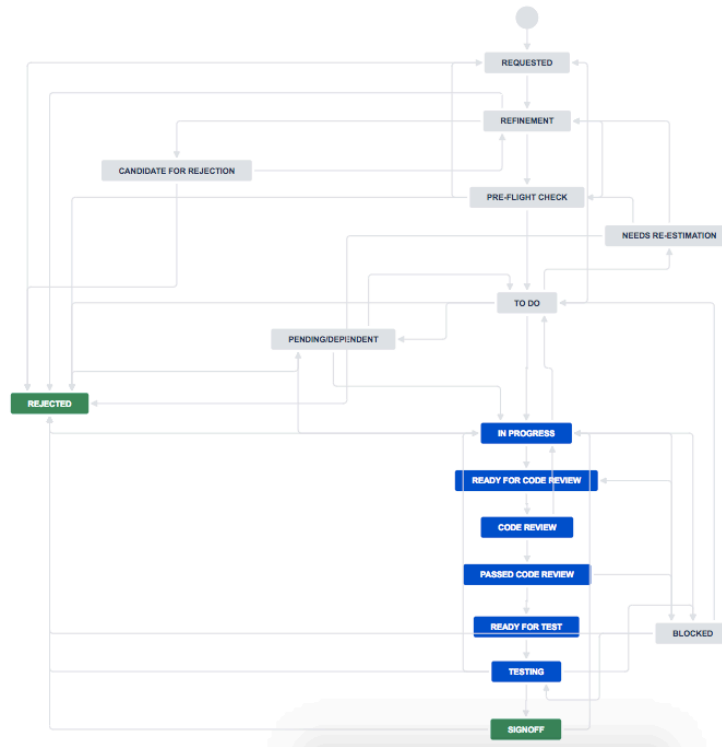 REQUESTED
REFINEMENT
CANDIDATE FOR REJECTION
PRE-FLIGHT CHECK
NEEDS RE-ESTIMATION
TO DO
PENDING/DEPENDENT
REJECTED
IN PROGRESS
READY FOR CODE REVIEW
CODE REVIEW
PASSED CODE REVIEW
READY FOR TEST
BLOCKED
TESTING
SIGNOFF